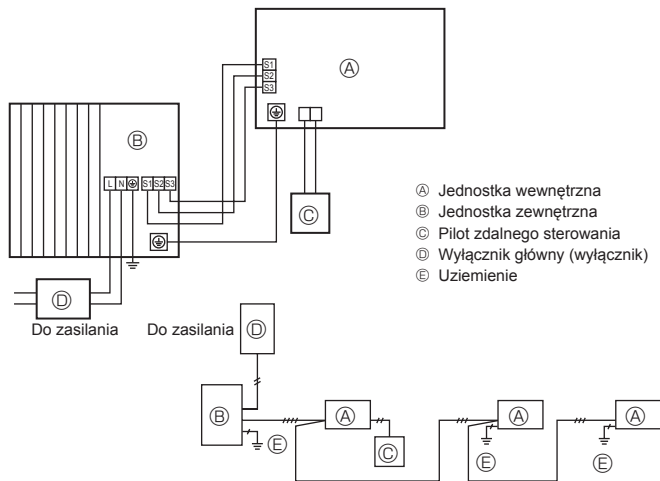 S1
S2
S3
Ⓐ
Ⓑ
L N S1 S2 S3
Ⓒ
Ⓐ Jednostka wewnętrzna
Ⓑ Jednostka zewnętrzna
Ⓒ Pilot zdalnego sterowania
Ⓓ Wyłącznik główny (wyłącznik)
Ⓔ Uziemienie
Ⓓ
Do zasilania
Do zasilania
Ⓓ
Ⓑ
Ⓐ
Ⓐ
Ⓐ
Ⓔ
Ⓒ
Ⓔ
Ⓔ